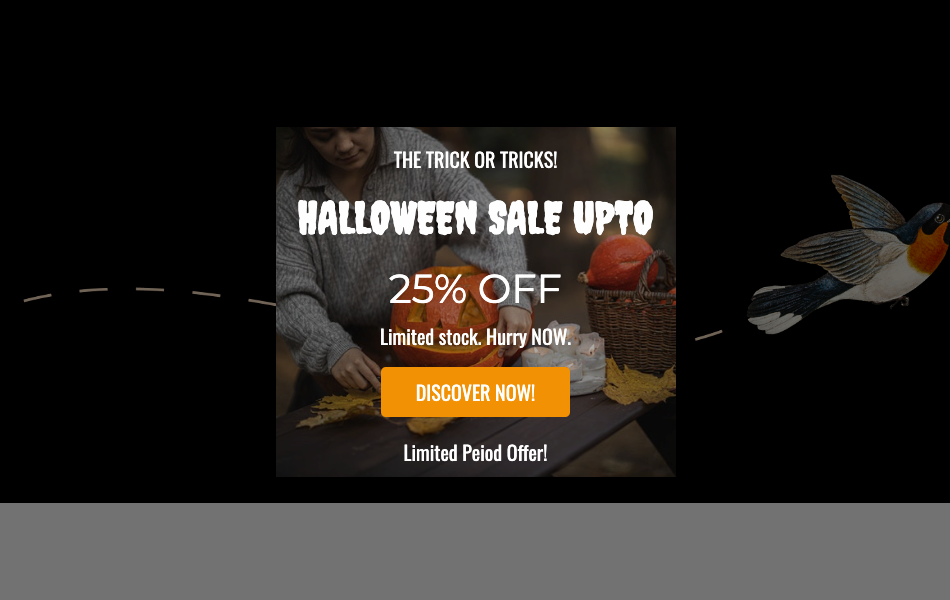 THE TRICK OR TRICKS!
HALLOWEEN SALE UPTO
25% OFF
Limited stock. Hurry NOW.
DISCOVER NOW!
Limited Peiod Offer!